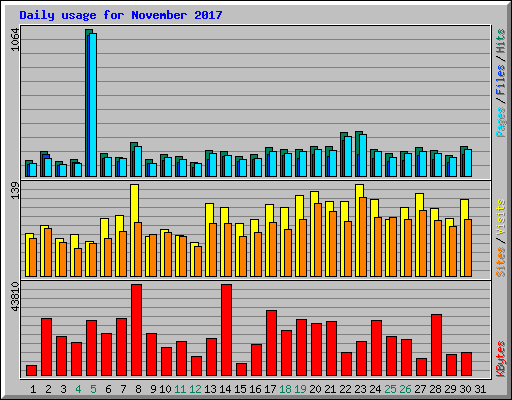 Daily usage for November 2017
1064
Pages / Files / Hits
139
Sites / Visits
43810
KBytes
1 2 3 4 5 6 7 8 9 10 11 12 13 14 15 16 17 18 19 20 21 22 23 24 25 26 27 28 29 30 31